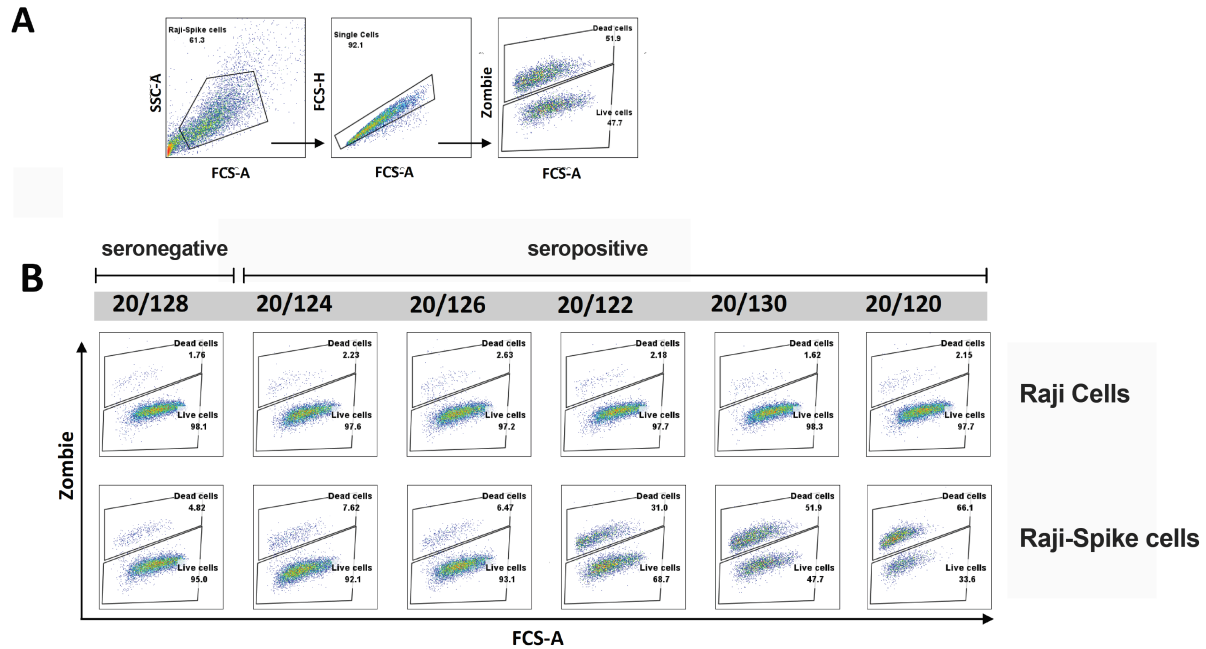 A
Raji-Spike cells
61.3
SSC-A
FCS-A
Single Cells
92.1
FCS-H
FCS-A
Dead cells
51.9
Zombie
Live cells
47.7
FCS-A
seronegative
seropositive
B
20/128 20/124 20/126 20/122 20/130 20/120
Dead cells Dead cells Dead cells Dead cells Dead cells Dead cells
1.76 2.23 2.63 2.18 1.62 2.15
Live cells Live cells Live cells Live cells Live cells Live cells
98.1 97.6 97.2 97.7 98.3 97.7
Raji Cells
Zombie
Dead cells Dead cells Dead cells Dead cells Dead cells Dead cells
4.82 7.62 6.47 31.0 51.9 66.1
Live cells Live cells Live cells Live cells Live cells Live cells
95.0 92.1 93.1 68.7 47.7 33.6
Raji-Spike cells
FCS-A